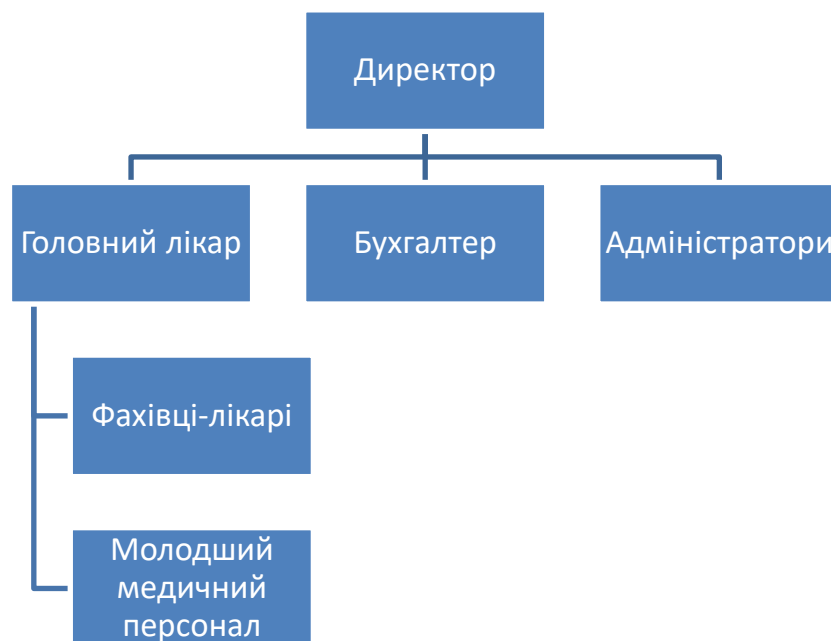 Директор
Головний лікар
Бухгалтер
Адміністратори
Фахівці-лікарі
Молодший
медичний
персонал